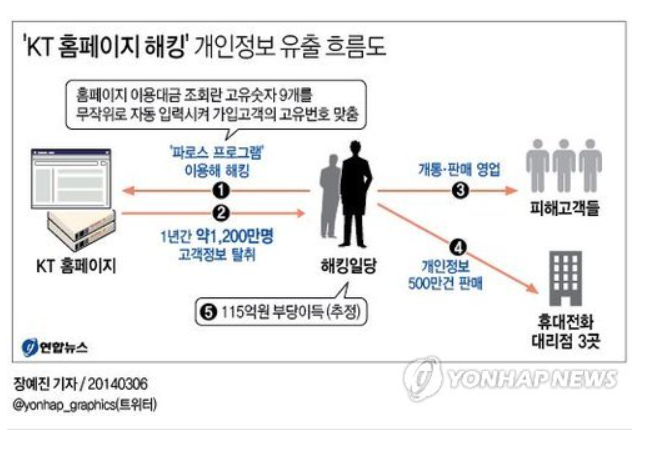 'KT 홈페이지 해킹' 개인정보 유출 흐름도
홈페이지 이용대금 조회란 고유숫자 9개를
무작위로 자동 입력시켜 가입고객의 고유번호 맞춤
'파로스 프로그램'
이용해 해킹
1
2
1년간 약1,200만명
고객정보 탈취
KT 홈페이지
해킹일당
개통·판매 영업
3
피해고객들
4
개인정보
500만건 판매
휴대전화
대리점 3곳
5 115억원 부당이득 (추정)
연합뉴스
YONHAP NEWS
장예진 기자 / 20140306
@yonhap_graphics(트위터)